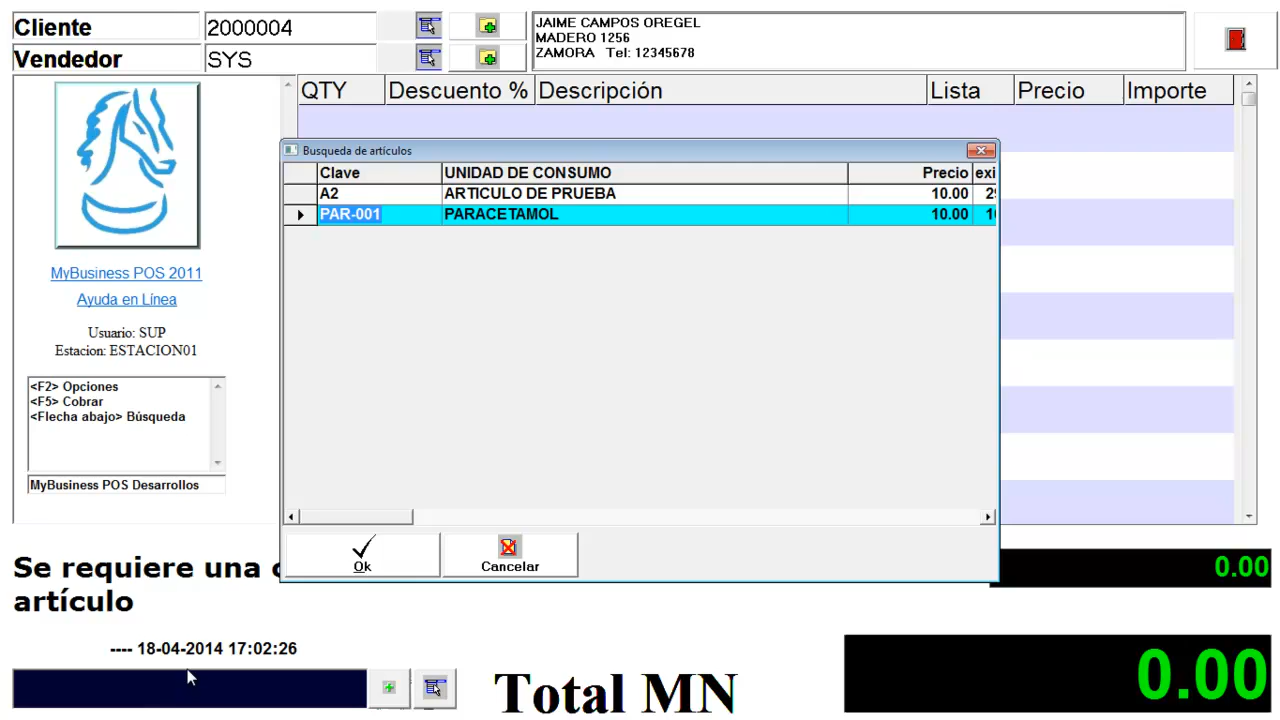 Cliente
2000004
JAIME CAMPOS OREGEL
MADERO 1256
ZAMORA Tel: 12345678
Vendedor
SYS
QTY Descuento % Descripción Lista Precio Importe
MyBusiness POS 2011
Ayuda en Línea
Usuario: SUP
Estacion: ESTACION01
<F2> Opciones
<F5> Cobrar
<Flecha abajo> Búsqueda
MyBusiness POS Desarrollos
Busqueda de artículos
Clave UNIDAD DE CONSUMO Precio exi
A2 ARTICULO DE PRUEBA 10.00
PAR-001 PARACETAMOL 10.00
Ok
Cancelar
Se requiere una
artículo
0.00
---- 18-04-2014 17:02:26
Total MN
0.00